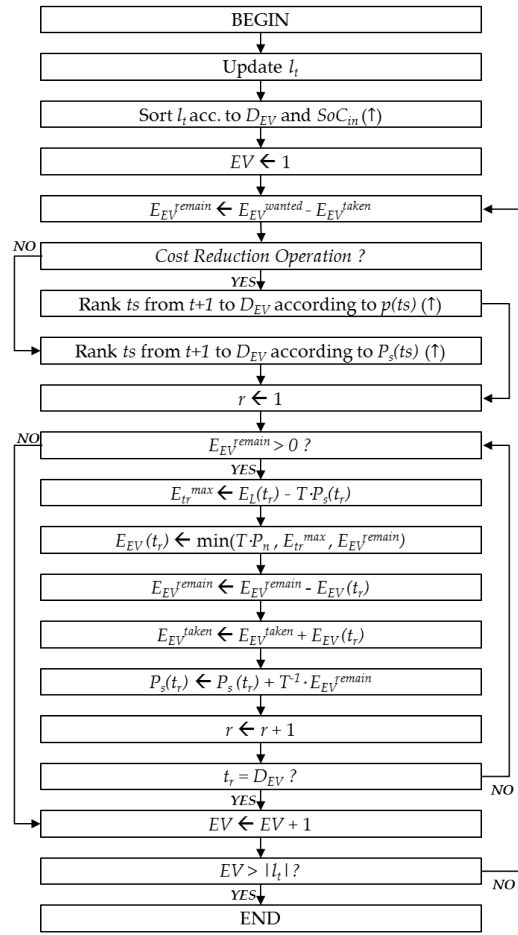 BEGIN
Update l_t
Sort l_t acc. to D_EV and SoC_in (↑)
EV ← 1
E_EV^remain ← E_EV^wanted - E_EV^taken
NO
Cost Reduction Operation ?
YES
Rank ts from t+1 to D_EV according to p(ts) (↑)
Rank ts from t+1 to D_EV according to P_s(ts) (↑)
r ← 1
NO
E_EV^remain > 0 ?
YES
E_tr^max ← E_L(t_r) - T·P_s(t_r)
E_EV(t_r) ← min(T·P_n , E_tr^max , E_EV^remain)
E_EV^remain ← E_EV^remain - E_EV(t_r)
E_EV^taken ← E_EV^taken + E_EV(t_r)
P_s(t_r) ← P_s(t_r) + T^-1 · E_EV^remain
r ← r + 1
t_r = D_EV ?
NO
YES
EV ← EV + 1
EV > |l_t| ?
NO
YES
END